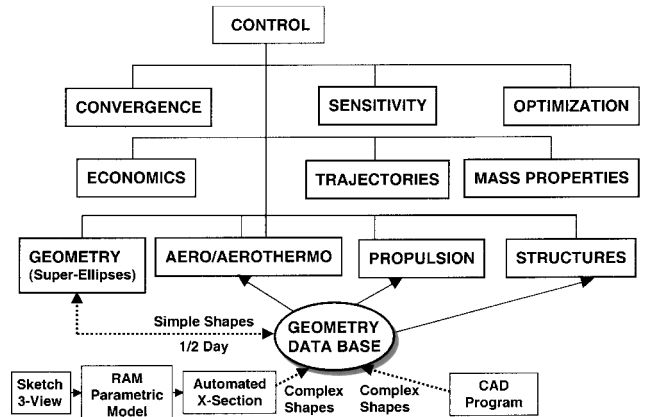 CONTROL
CONVERGENCE
SENSITIVITY
OPTIMIZATION
ECONOMICS
TRAJECTORIES
MASS PROPERTIES
GEOMETRY
(Super-Ellipses)
AERO/AEROTHERMO
PROPULSION
STRUCTURES
Simple Shapes
1/2 Day
GEOMETRY
DATA BASE
Sketch
3-View
RAM
Parametric
Model
Automated
X-Section
Complex
Shapes
Complex
Shapes
CAD
Program